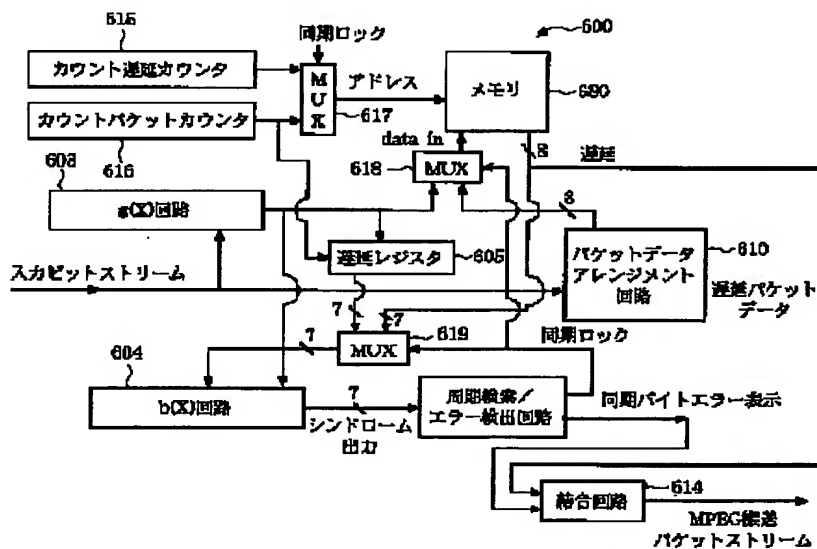 615
同期ロック
600
カウント遅延カウンタ
M
U
X
アドレス
メモリ
690
617
カウントパケットカウンタ
data in
8
遅延
616
618
MUX
603
8
g(X)回路
遅延レジスタ
605
パケットデータ
アレンジメント
回路
610
入力ビットストリーム
遅延パケット
データ
7
7
619
7
MUX
同期ロック
604
b(X)回路
7
シンドローム
出力
周期検索／
エラー検出回路
同期バイトエラー表示
結合回路
614
MPEG搬送
パケットストリーム